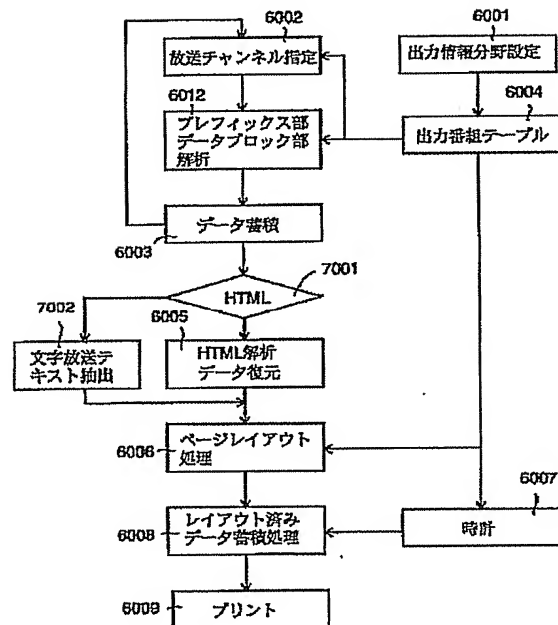 6002
放送チャンネル指定
6001
出力情報分野設定
6012
プレフィックス部
データブロック部
解析
6004
出力番組テーブル
データ蓄積
6003
7001
HTML
7002
文字放送テ
キスト抽出
6005
HTML解析
データ復元
6006
ページレイアウト
処理
6007
時計
6008
レイアウト済み
データ蓄積処理
6009
プリント